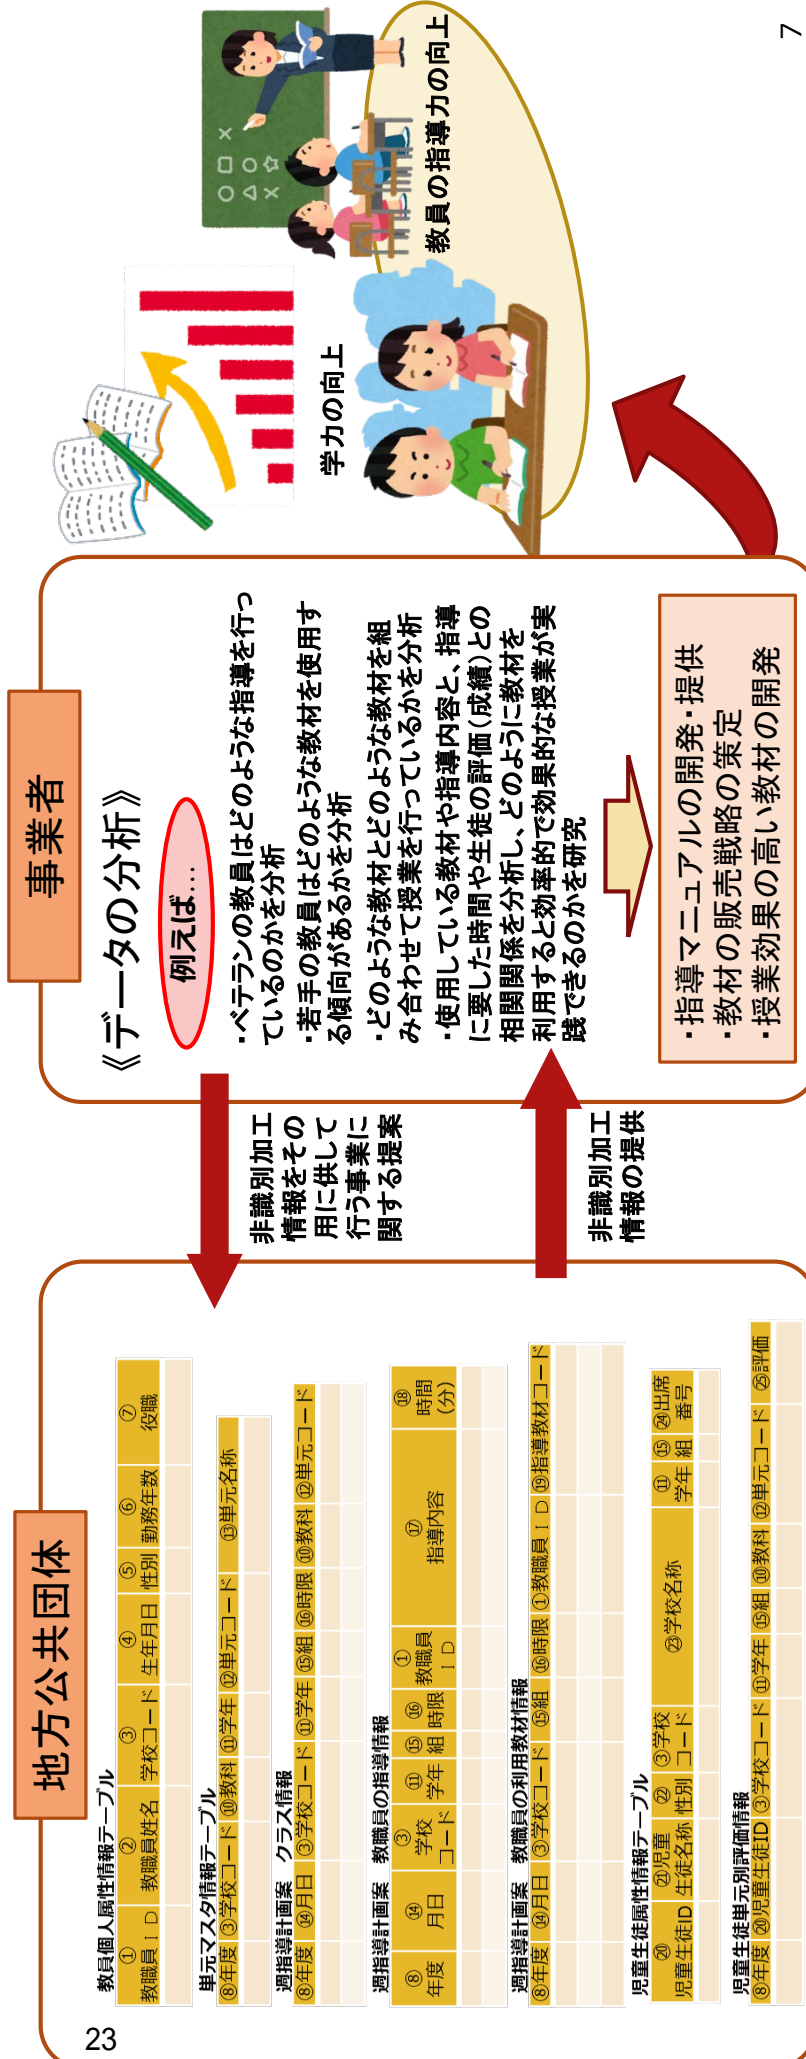 地方公共団体
教員個人属性情報テーブル
① 教職員ID ② 教職員姓名 ③ 学校コード ④ 生年月日 ⑤ 性別 ⑥ 勤務年数 ⑦ 役職
単元マスタ情報テーブル
⑧年度 ③学校コード ⑩教科 ⑪学年 ⑫単元コード ⑬単元名称
週指導計画案 クラス情報
⑧年度 ⑭月日 ③学校コード ⑪学年 ⑮組 ⑯時限 ⑩教科 ⑫単元コード
週指導計画案 教職員の指導情報
⑧ 年度 ⑭ 月日 ③ 学校コード ⑪ 学年 ⑮ 組 ⑯ 時限 ① 教職員ID ⑰ 指導内容 ⑱ 時間(分)
週指導計画案 教職員の利用教材情報
⑧年度 ⑭月日 ③学校コード ⑮組 ⑯時限 ①教職員ID ⑲指導教材コード
児童生徒属性情報テーブル
⑳ 児童生徒ID ㉑児童生徒名称 ㉒ 性別 ③学校コード ㉓学校名称 ⑪ 学年 ⑮ 組 ㉔出席番号
児童生徒単元別評価情報
⑧年度 ⑳児童生徒ID ③学校コード ⑪学年 ⑮組 ⑩教科 ⑫単元コード ㉕評価
非識別加工
情報をその
用に供して
行う事業に
関する提案
非識別加工
情報の提供
事業者
《データの分析》
例えば…
・ベテランの教員はどのような指導を行っ
ているのかを分析
・若手の教員はどのような教材を使用す
る傾向があるかを分析
・どのような教材とどのような教材を組
み合わせて授業を行っているかを分析
・使用している教材や指導内容と、指導
に要した時間や生徒の評価(成績)との
相関関係を分析し、どのように教材を
利用すると効率的で効果的な授業が実
践できるのかを研究
・指導マニュアルの開発・提供
・教材の販売戦略の策定
・授業効果の高い教材の開発
学力の向上
教員の指導力の向上
7
23